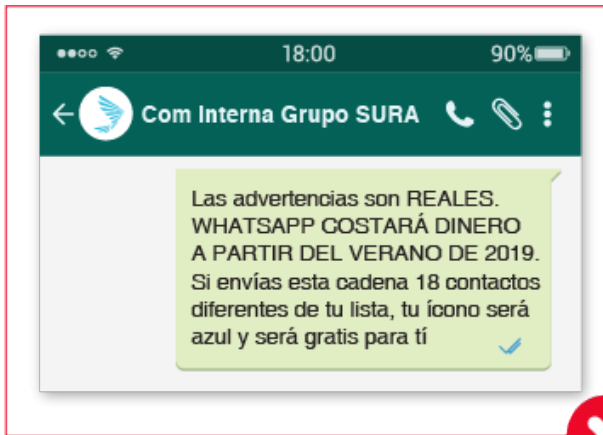 18:00
90%
Com Interna Grupo SURA
Las advertencias son REALES.
WHATSAPP COSTARÁ DINERO
A PARTIR DEL VERANO DE 2019.
Si envías esta cadena 18 contactos
diferentes de tu lista, tu ícono será
azul y será gratis para tí